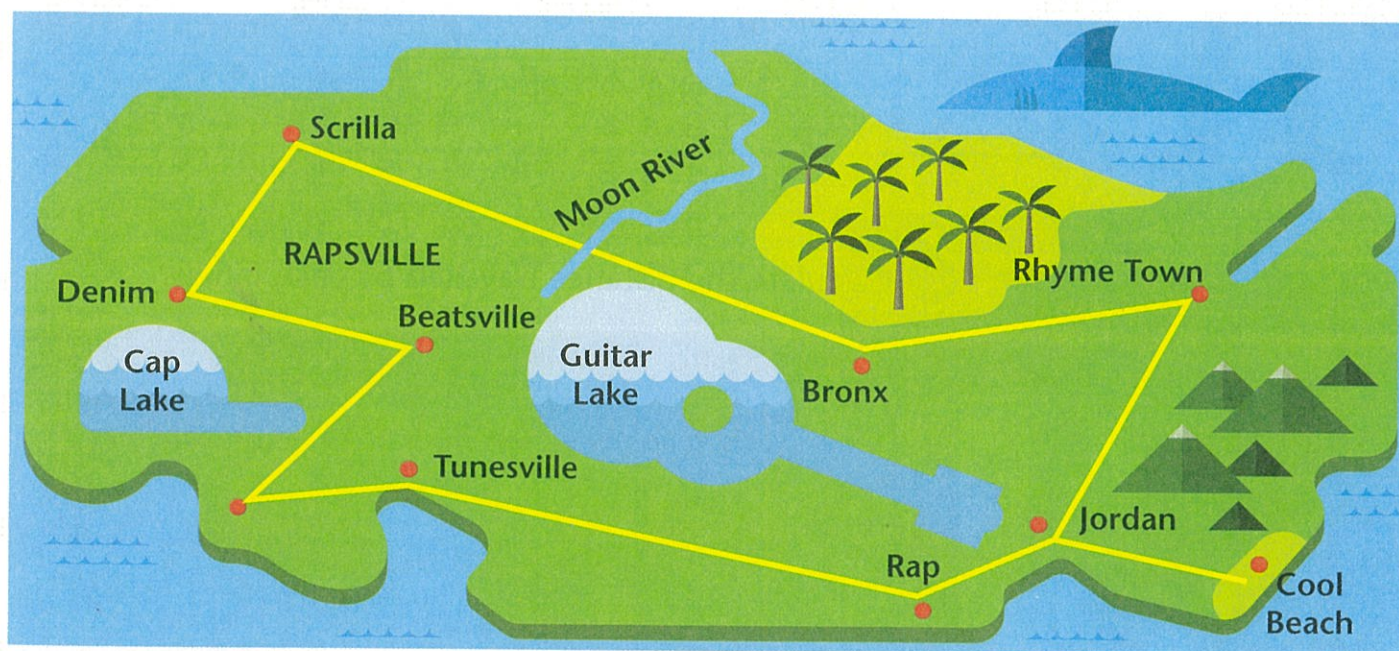 Scrilla
Moon River
RAPSVILLE
Rhyme Town
Denim
Beatsville
Cap
Lake
Guitar
Lake
Bronx
Tunesville
Jordan
Rap
Cool
Beach